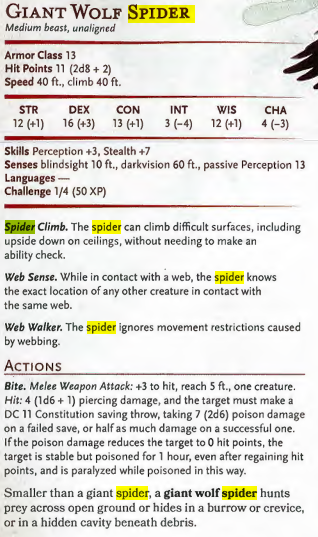 GIANT WOLF SPIDER
Medium beast, unaligned
Armor Class 13
Hit Points 11 (2d8 + 2)
Speed 40 ft., climb 40 ft.
STR DEX CON INT WIS CHA
12 (+1) 16 (+3) 13 (+1) 3 (−4) 12 (+1) 4 (−3)
Skills Perception +3, Stealth +7
Senses blindsight 10 ft., darkvision 60 ft., passive Perception 13
Languages —
Challenge 1/4 (50 XP)
Spider Climb. The spider can climb difficult surfaces, including
upside down on ceilings, without needing to make an
ability check.
Web Sense. While in contact with a web, the spider knows
the exact location of any other creature in contact with
the same web.
Web Walker. The spider ignores movement restrictions caused
by webbing.
ACTIONS
Bite. Melee Weapon Attack: +3 to hit, reach 5 ft., one creature.
Hit: 4 (1d6 + 1) piercing damage, and the target must make a
DC 11 Constitution saving throw, taking 7 (2d6) poison damage
on a failed save, or half as much damage on a successful one.
If the poison damage reduces the target to 0 hit points, the
target is stable but poisoned for 1 hour, even after regaining hit
points, and is paralyzed while poisoned in this way.
Smaller than a giant spider, a giant wolf spider hunts
prey across open ground or hides in a burrow or crevice,
or in a hidden cavity beneath debris.